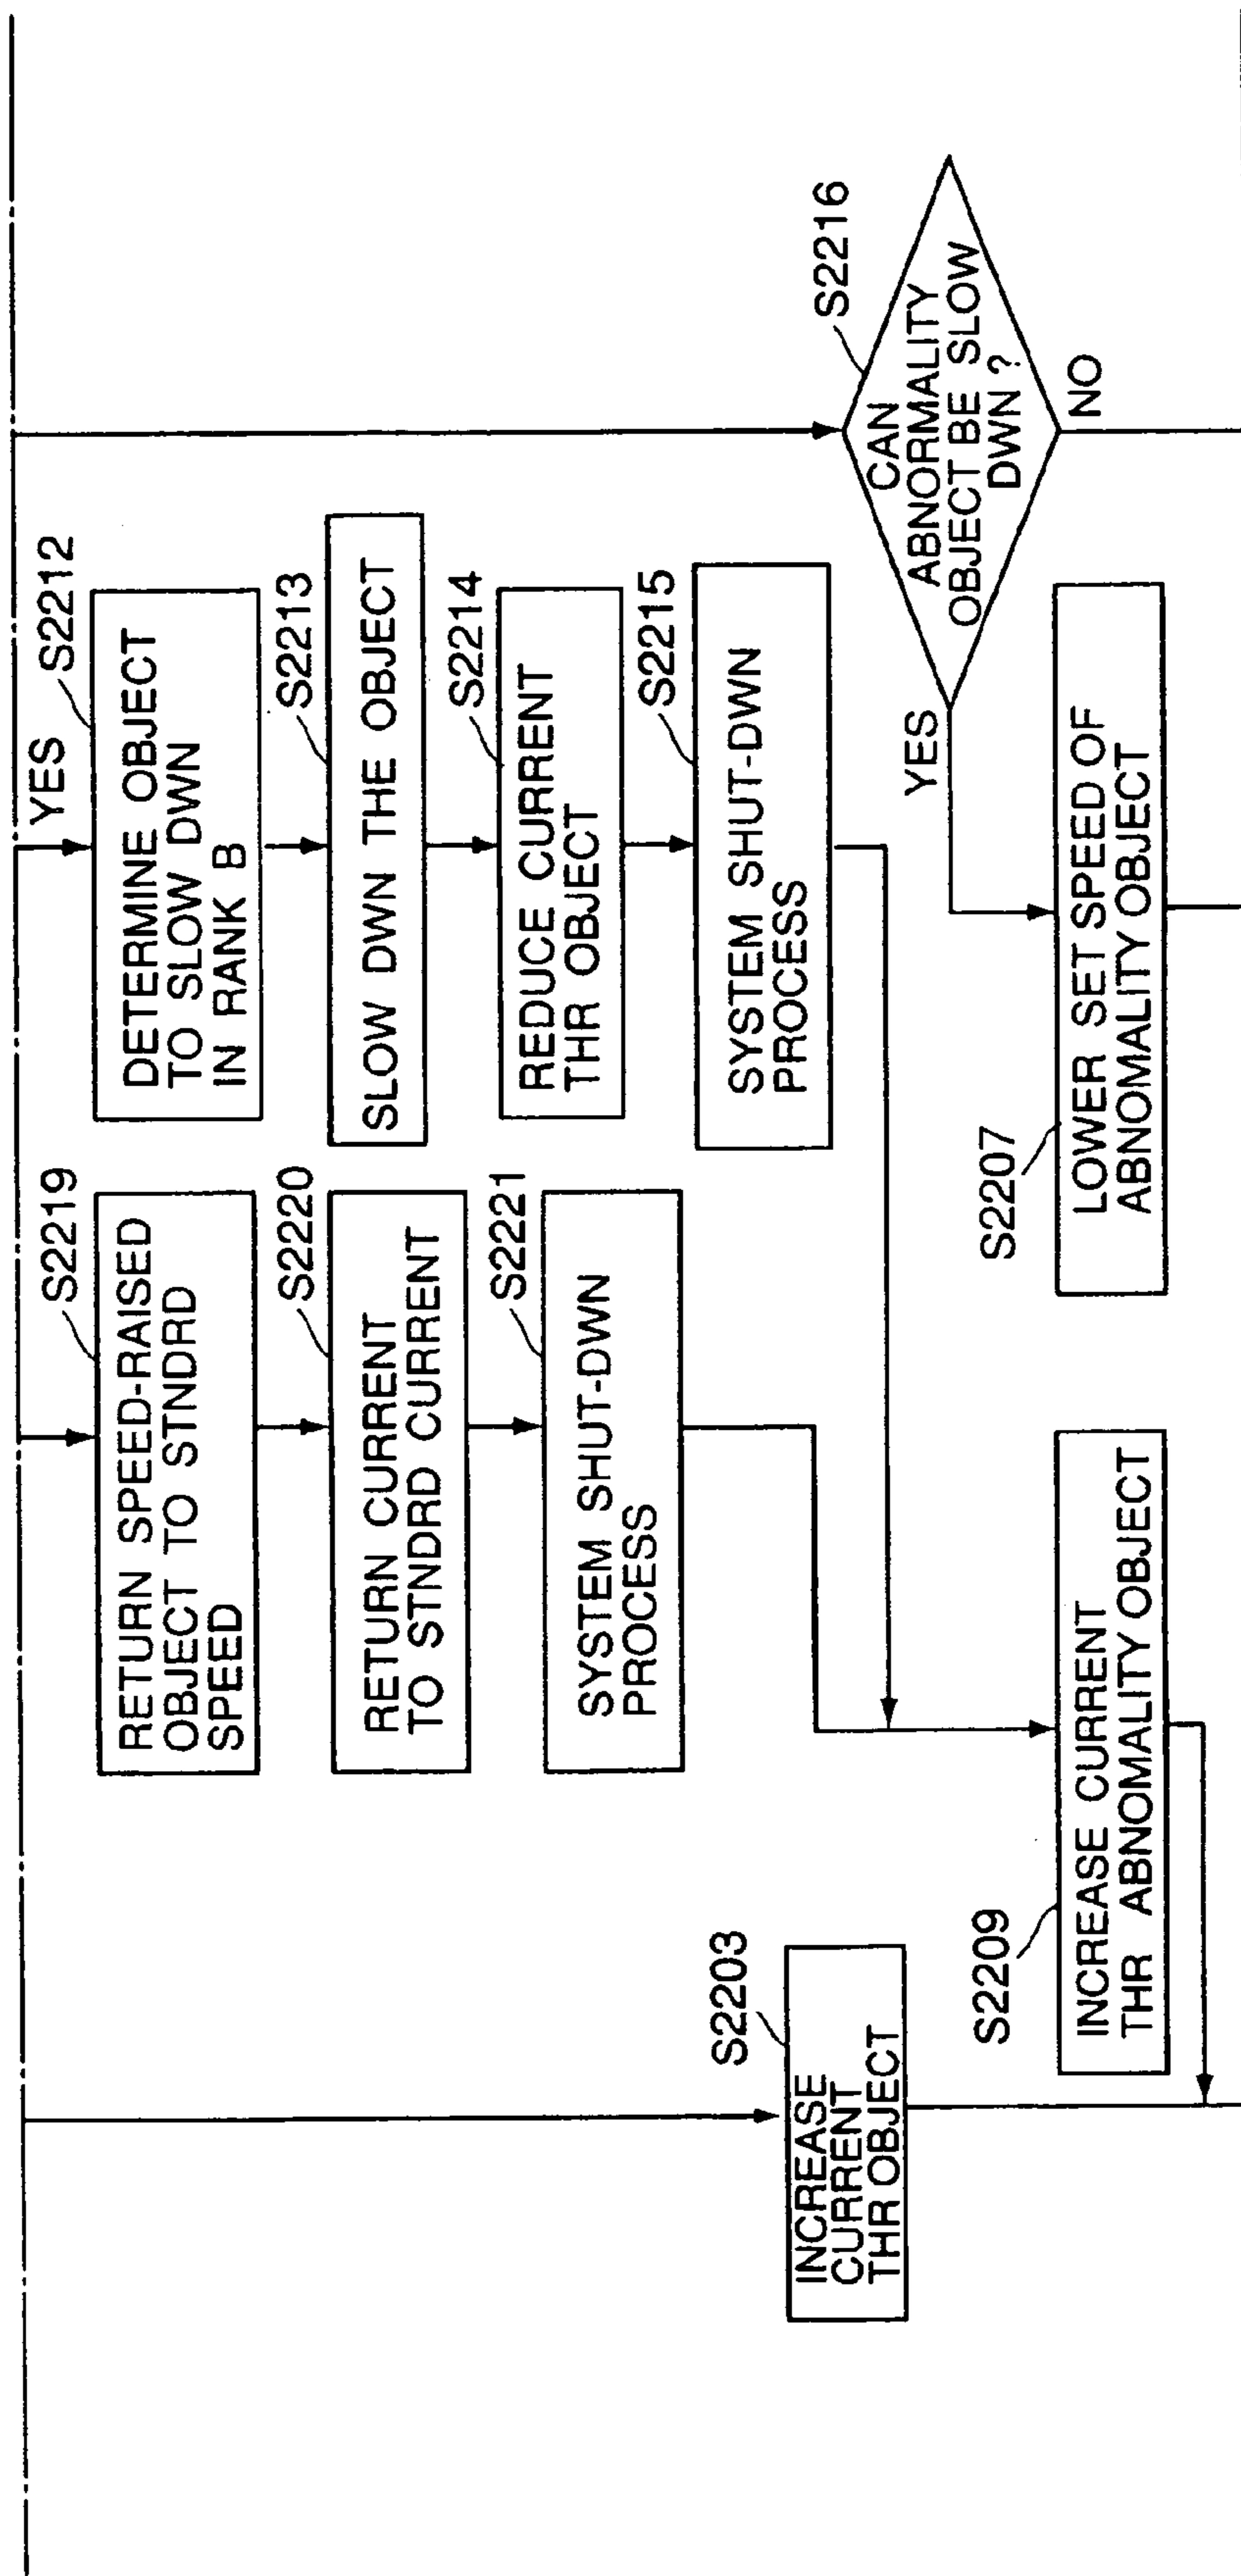 YES
S2212
DETERMINE OBJECT
TO SLOW DWN
IN RANK B
S2213
SLOW DWN THE OBJECT
S2214
REDUCE CURRENT
THR OBJECT
S2215
SYSTEM SHUT-DWN
PROCESS
S2219
RETURN SPEED-RAISED
OBJECT TO STNDRD
SPEED
S2220
RETURN CURRENT
TO STNDRD CURRENT
S2221
SYSTEM SHUT-DWN
PROCESS
S2216
CAN
ABNORMALITY
OBJECT BE SLOW
DWN ?
YES
NO
S2203
INCREASE
CURRENT
THR OBJECT
S2209
INCREASE CURRENT
THR ABNOMALITY OBJECT
S2207
LOWER SET SPEED OF
ABNOMALITY OBJECT